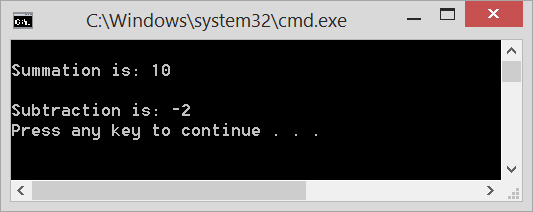 C:\Windows\system32\cmd.exe
Summation is: 10
Subtraction is: -2
Press any key to continue . . .